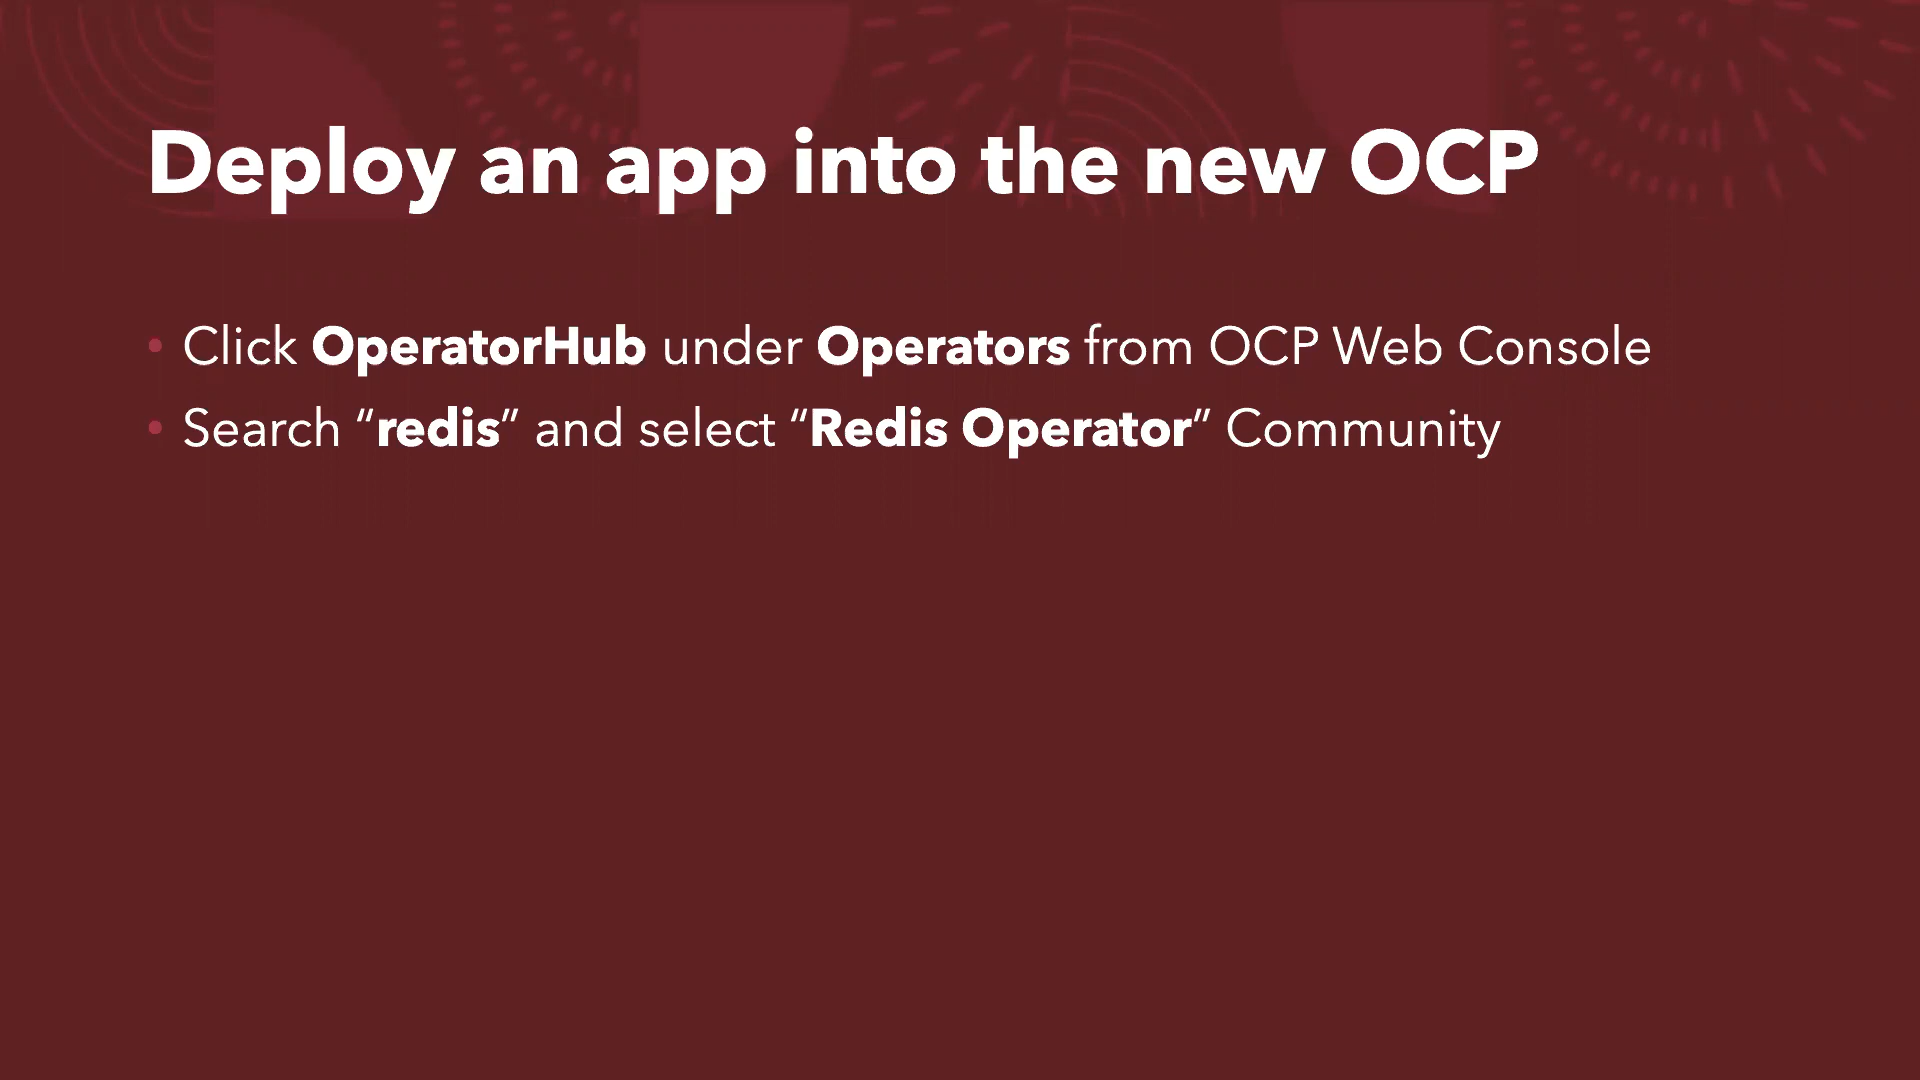 Deploy an app into the new OCP
• Click OperatorHub under Operators from OCP Web Console
• Search “redis” and select “Redis Operator” Community